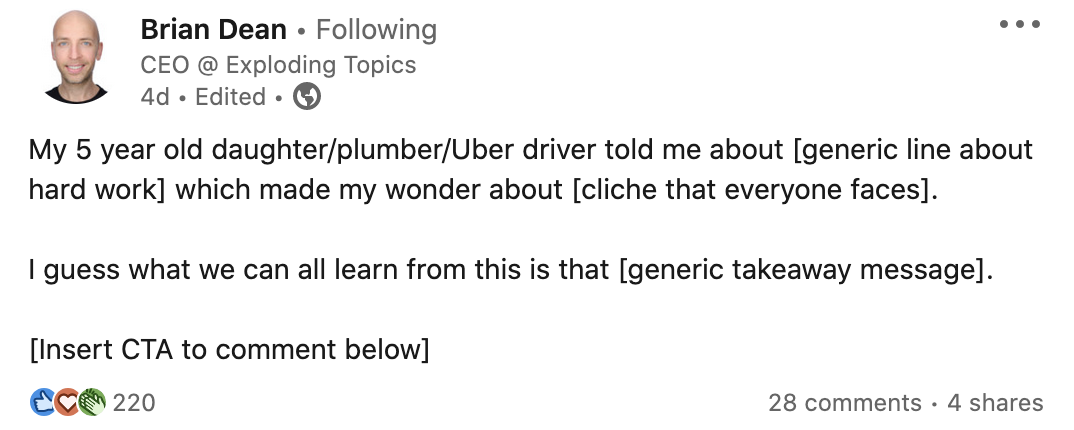 Brian Dean • Following
CEO @ Exploding Topics
4d • Edited •
My 5 year old daughter/plumber/Uber driver told me about [generic line about
hard work] which made my wonder about [cliche that everyone faces].
I guess what we can all learn from this is that [generic takeaway message].
[Insert CTA to comment below]
220
28 comments • 4 shares